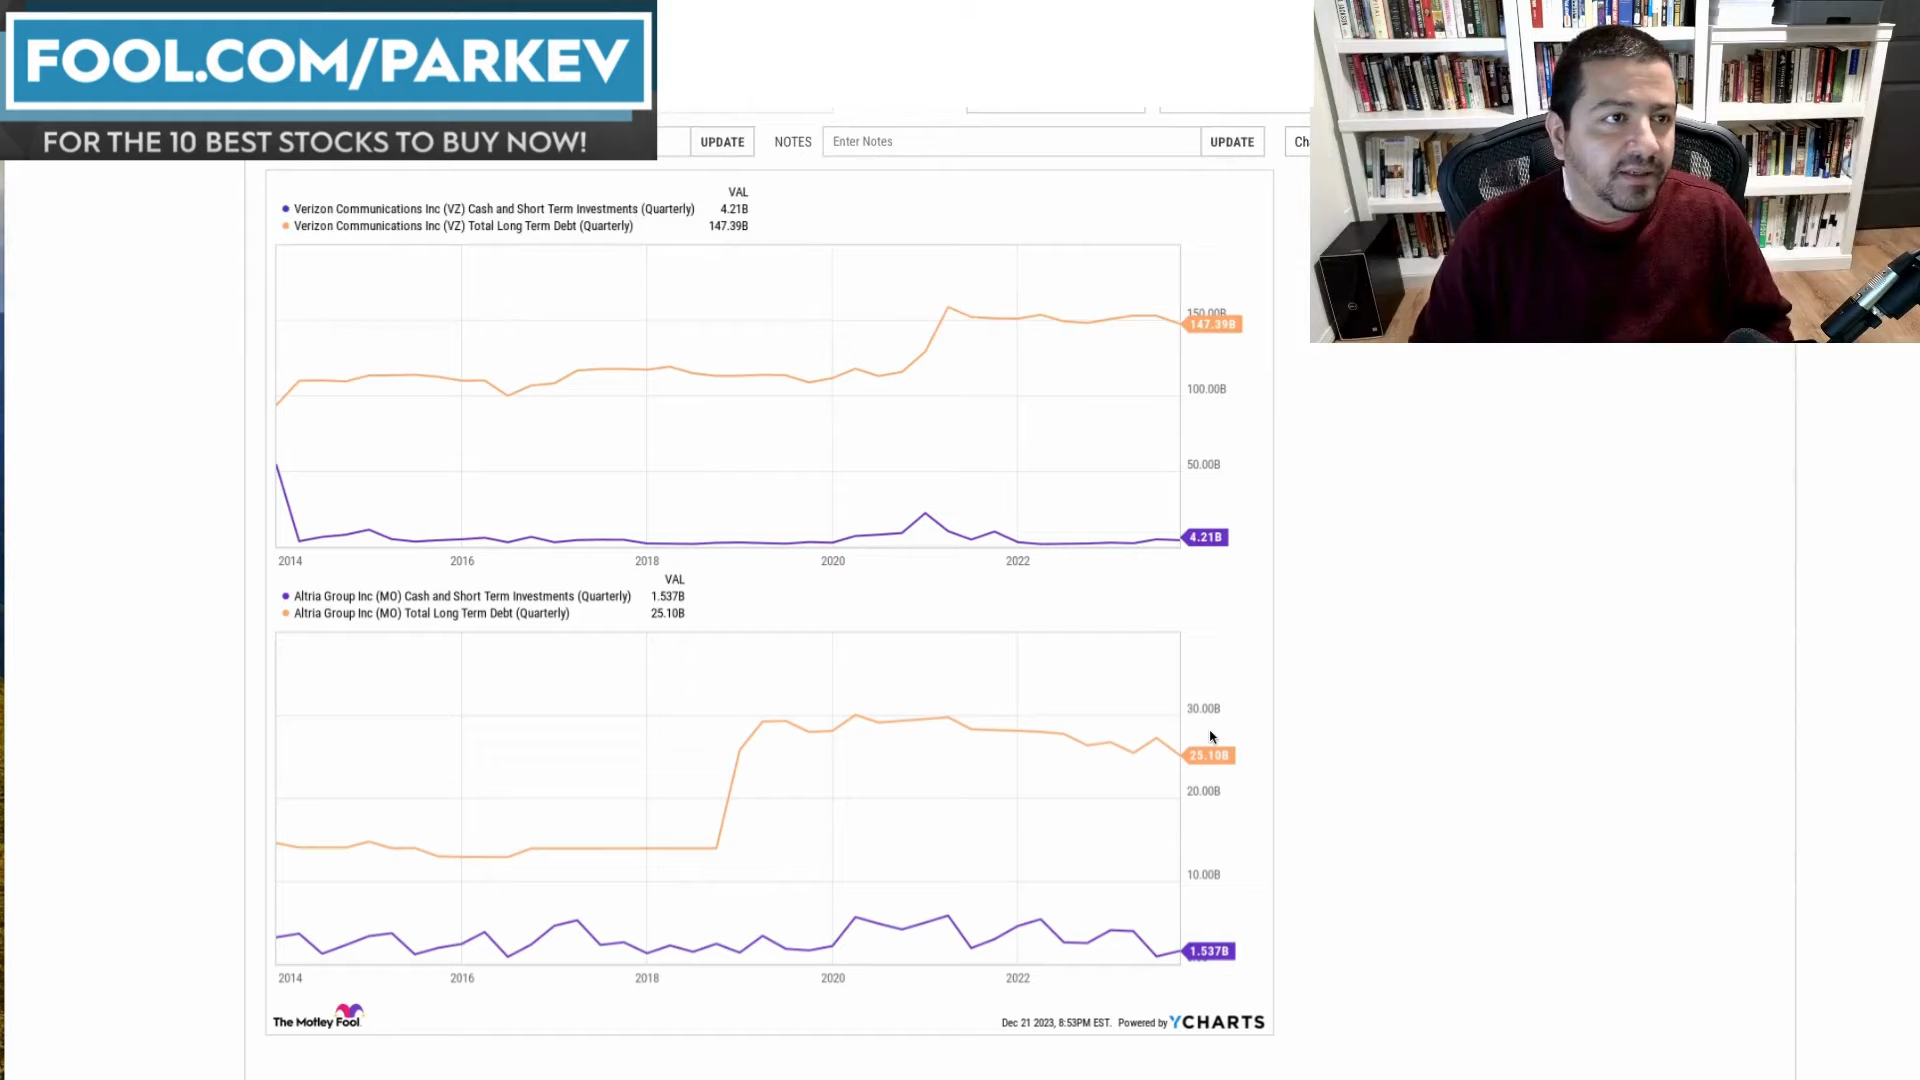 FOOL.COM/PARKEV
FOR THE 10 BEST STOCKS TO BUY NOW!
UPDATE NOTES Enter Notes UPDATE
VAL
Verizon Communications Inc (VZ) Cash and Short Term Investments (Quarterly) 4.21B
Verizon Communications Inc (VZ) Total Long Term Debt (Quarterly) 147.39B
150.00B
147.39B
100.00B
50.00B
4.21B
2014 2016 2018 2020 2022
VAL
Altria Group Inc (MO) Cash and Short Term Investments (Quarterly) 1.537B
Altria Group Inc (MO) Total Long Term Debt (Quarterly) 25.10B
30.00B
25.10B
20.00B
10.00B
1.537B
2014 2016 2018 2020 2022
The Motley Fool.
Dec 21 2023, 8:53PM EST. Powered by YCHARTS